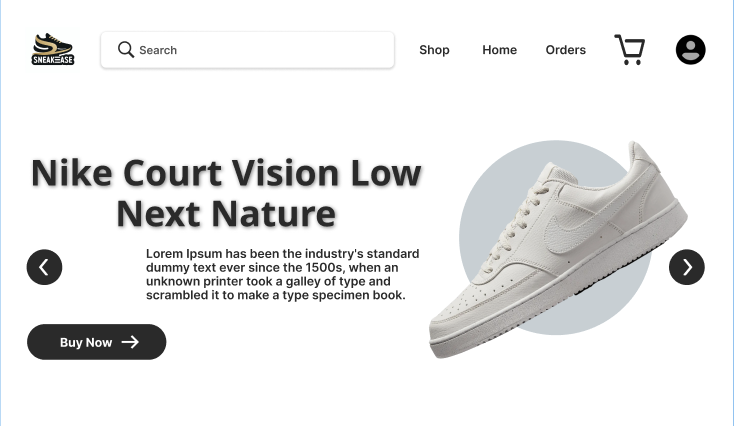 SNEAKEASE
Search
Shop
Home
Orders
Nike Court Vision Low
Next Nature
Lorem Ipsum has been the industry's standard
dummy text ever since the 1500s, when an
unknown printer took a galley of type and
scrambled it to make a type specimen book.
Buy Now